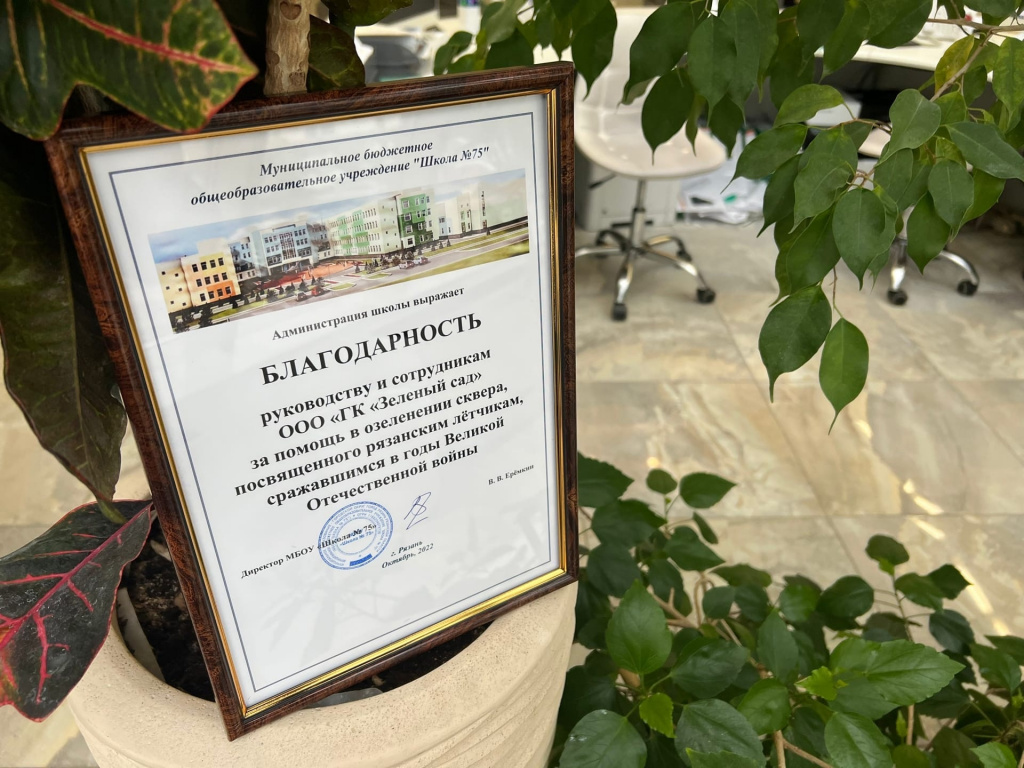 Муниципальное бюджетное
общеобразовательное учреждение "Школа №75"
Администрация школы выражает
БЛАГОДАРНОСТЬ
руководству и сотрудникам
ООО «ГК «Зеленый сад»
за помощь в озеленении сквера,
посвященного рязанским лётчикам,
сражавшимся в годы Великой
Отечественной войны
Директор МБОУ «Школа № 75»
В. В. Ерёмкин
г. Рязань
Октябрь, 2022